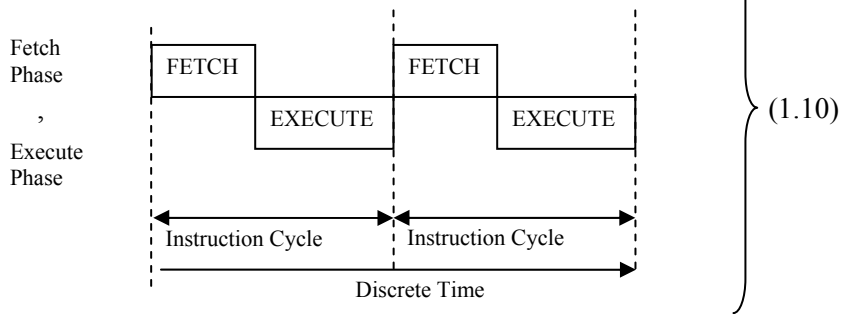 Fetch
Phase
,
Execute
Phase
FETCH
FETCH
EXECUTE
EXECUTE
(1.10)
Instruction Cycle
Instruction Cycle
Discrete Time